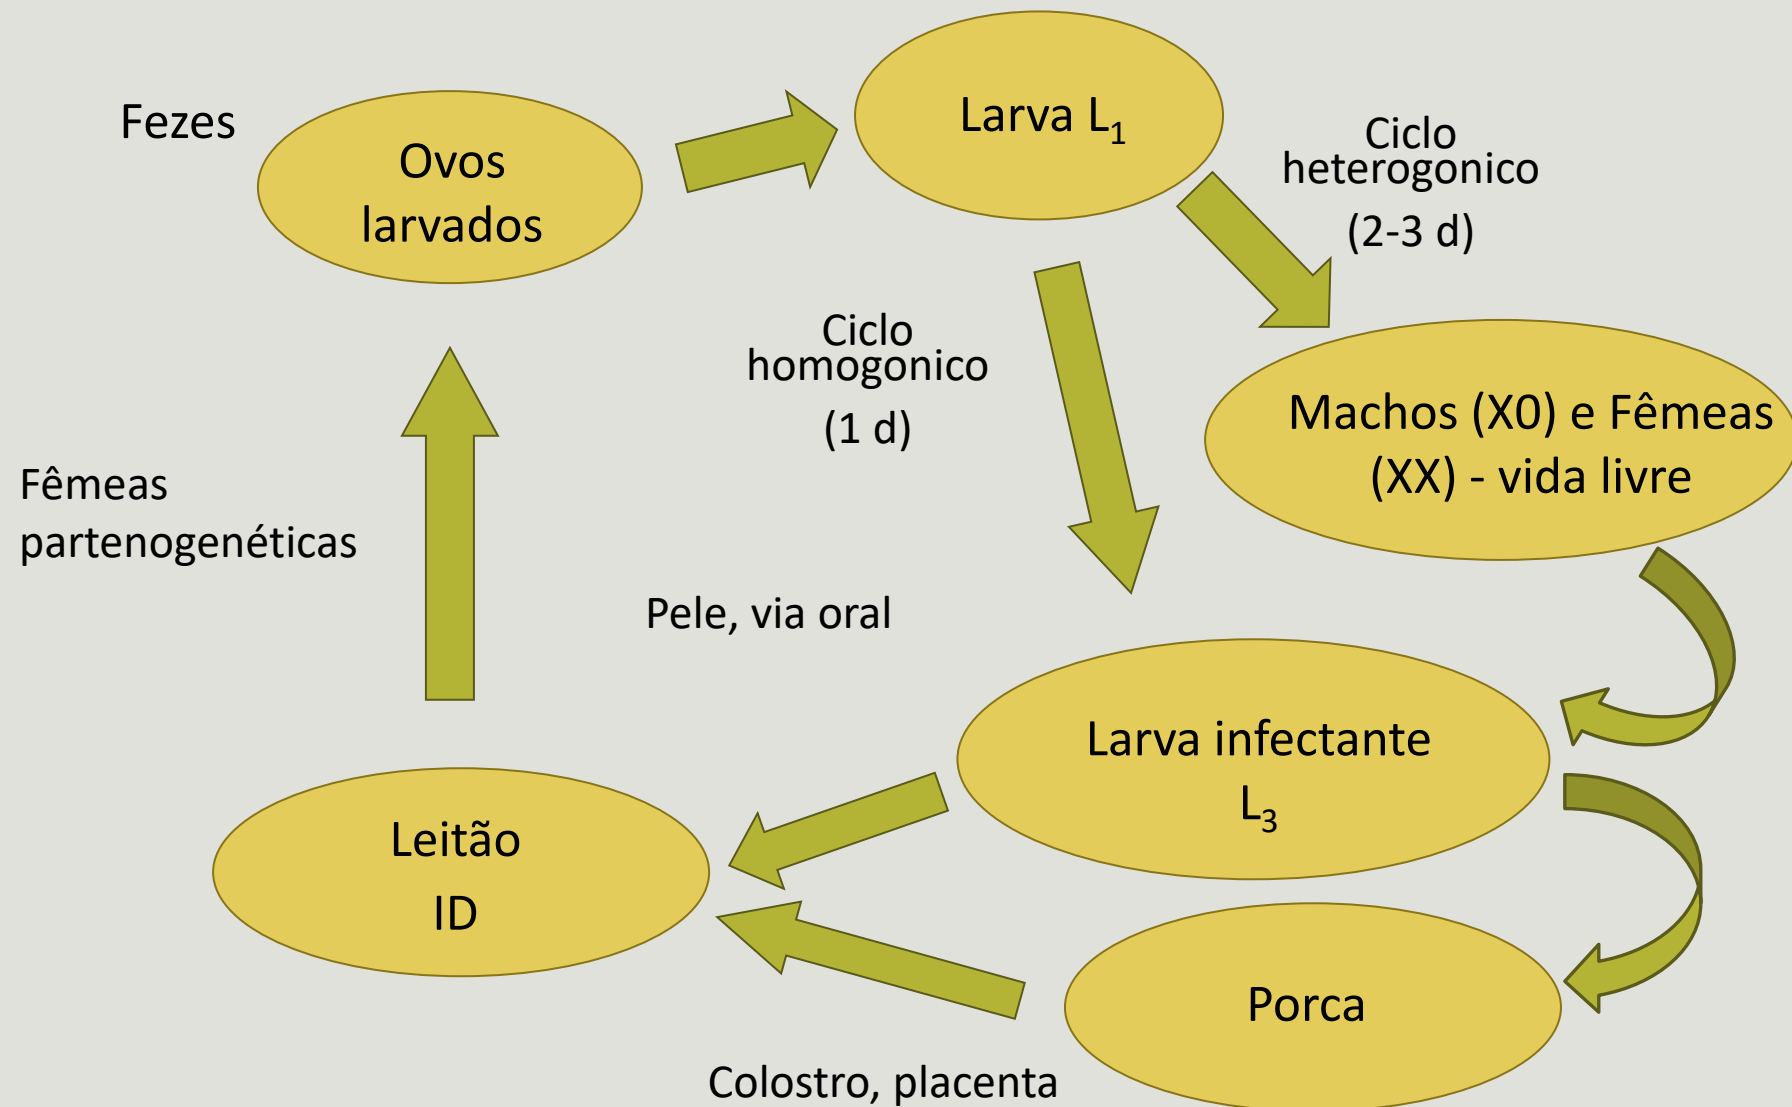 Fezes
Ovos
larvados
Larva L₁
Ciclo
heterogonico
(2-3 d)
Ciclo
homogonico
(1 d)
Machos (X0) e Fêmeas
(XX) - vida livre
Fêmeas
partenogenéticas
Pele, via oral
Larva infectante
L₃
Leitão
ID
Porca
Colostro, placenta